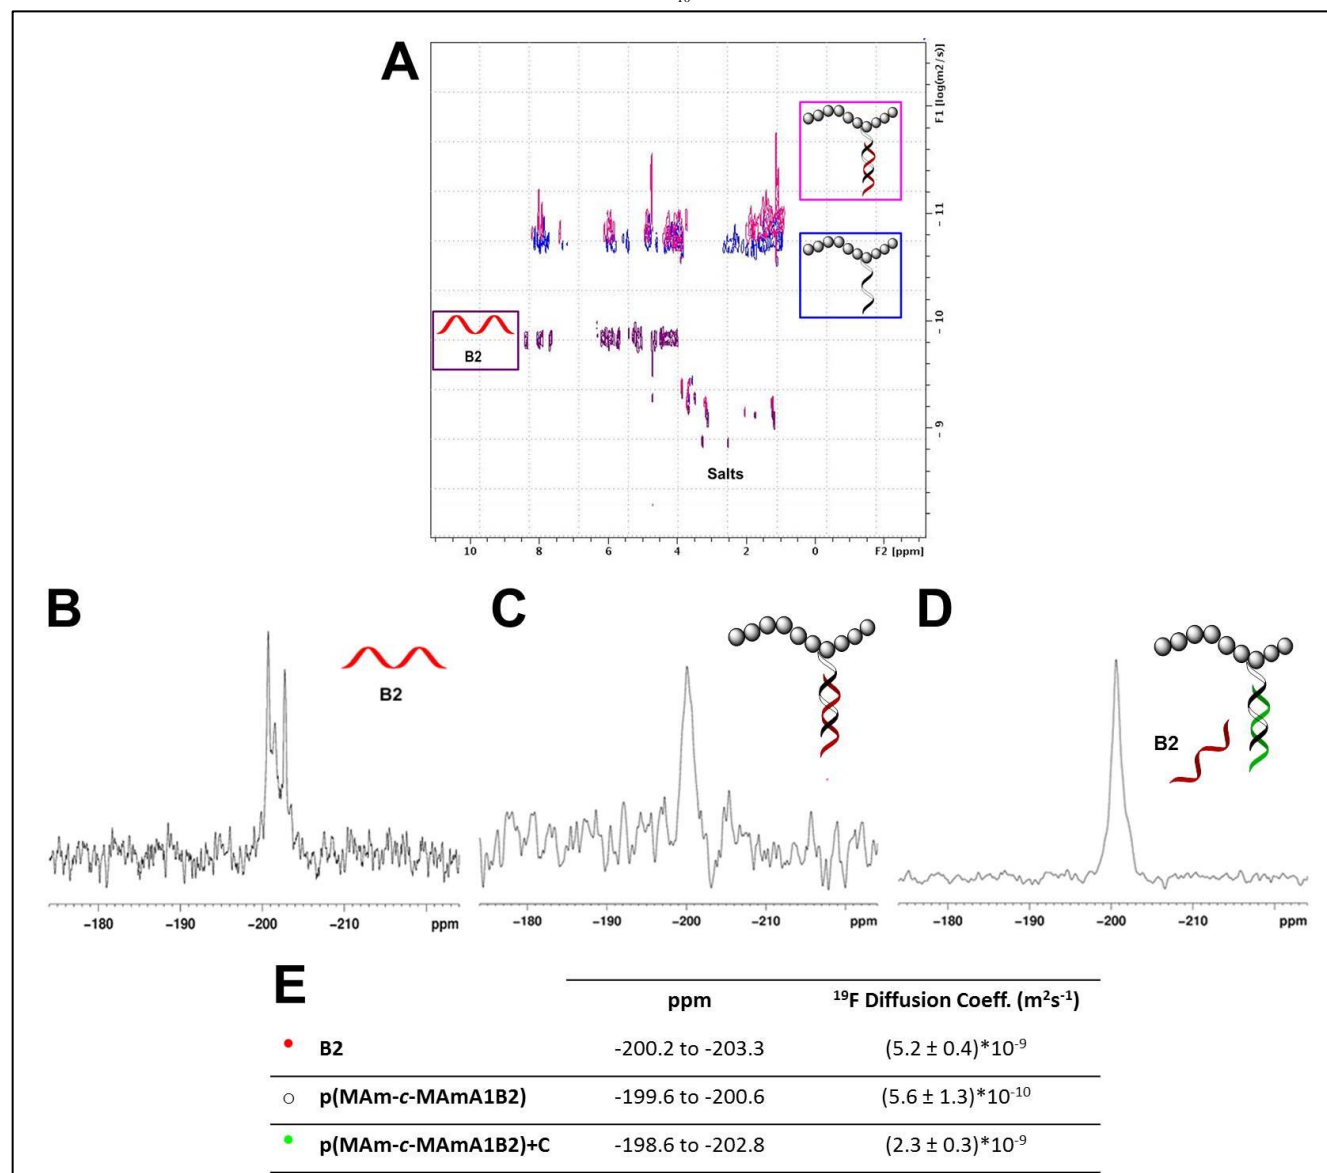 A
F1 [log(m2/s)]
- 11
- 10
- 9
B2
Salts
10 8 6 4 2 0 F2 [ppm]
B
B2
-180 -190 -200 -210 ppm
C
-180 -190 -200 -210 ppm
D
B2
-180 -190 -200 -210 ppm
E
ppm ¹⁹F Diffusion Coeff. (m²s⁻¹)
B2 -200.2 to -203.3 (5.2 ± 0.4)*10⁻⁹
p(MAm-c-MAmA1B2) -199.6 to -200.6 (5.6 ± 1.3)*10⁻¹⁰
p(MAm-c-MAmA1B2)+C -198.6 to -202.8 (2.3 ± 0.3)*10⁻⁹